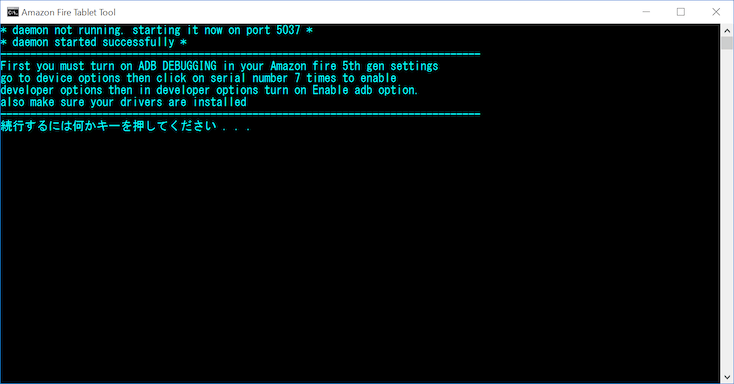 Amazon Fire Tablet Tool
* daemon not running. starting it now on port 5037 *
* daemon started successfully *
--------------------------------------------------------------------------------
First you must turn on ADB DEBUGGING in your Amazon fire 5th gen settings
go to device options then click on serial number 7 times to enable
developer options then in developer options turn on Enable adb option.
also make sure your drivers are installed
--------------------------------------------------------------------------------
続行するには何かキーを押してください . . .